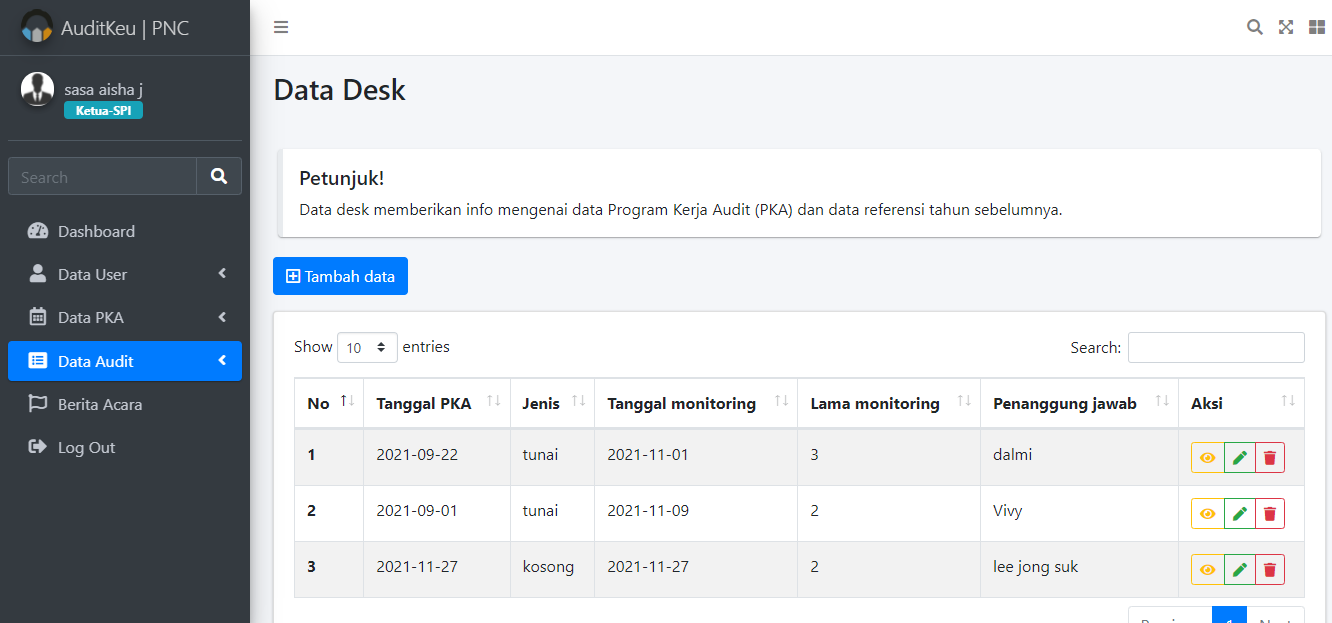 AuditKeu | PNC
sasa aisha j
Ketua-SPI
Search
Dashboard
Data User
Data PKA
Data Audit
Berita Acara
Log Out
Data Desk
Petunjuk!
Data desk memberikan info mengenai data Program Kerja Audit (PKA) dan data referensi tahun sebelumnya.
Tambah data
Show 10 entries Search:
No Tanggal PKA Jenis Tanggal monitoring Lama monitoring Penanggung jawab Aksi
1 2021-09-22 tunai 2021-11-01 3 dalmi
2 2021-09-01 tunai 2021-11-09 2 Vivy
3 2021-11-27 kosong 2021-11-27 2 lee jong suk